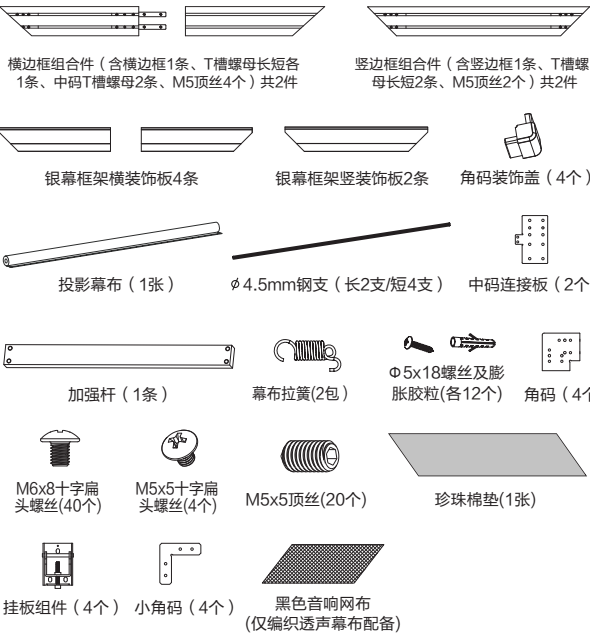 横边框组合件（含横边框1条、T槽螺母长短各
1条、中码T槽螺母2条、M5顶丝4个）共2件
竖边框组合件（含竖边框1条、T槽螺
母长短2条、M5顶丝2个）共2件
银幕框架横装饰板4条
银幕框架竖装饰板2条
角码装饰盖（4个）
投影幕布（1张）
φ4.5mm钢支（长2支/短4支）
中码连接板（2个
加强杆（1条）
幕布拉簧(2包)
Φ5x18螺丝及膨
胀胶粒(各12个)
角码（4个
M6x8十字扁
头螺丝(40个)
M5x5十字扁
头螺丝(4个)
M5x5顶丝(20个)
珍珠棉垫(1张)
挂板组件（4个）
小角码（4个）
黑色音响网布
(仅编织透声幕布配备)